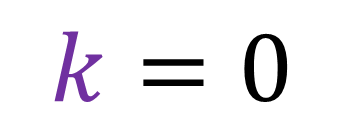 k = 0